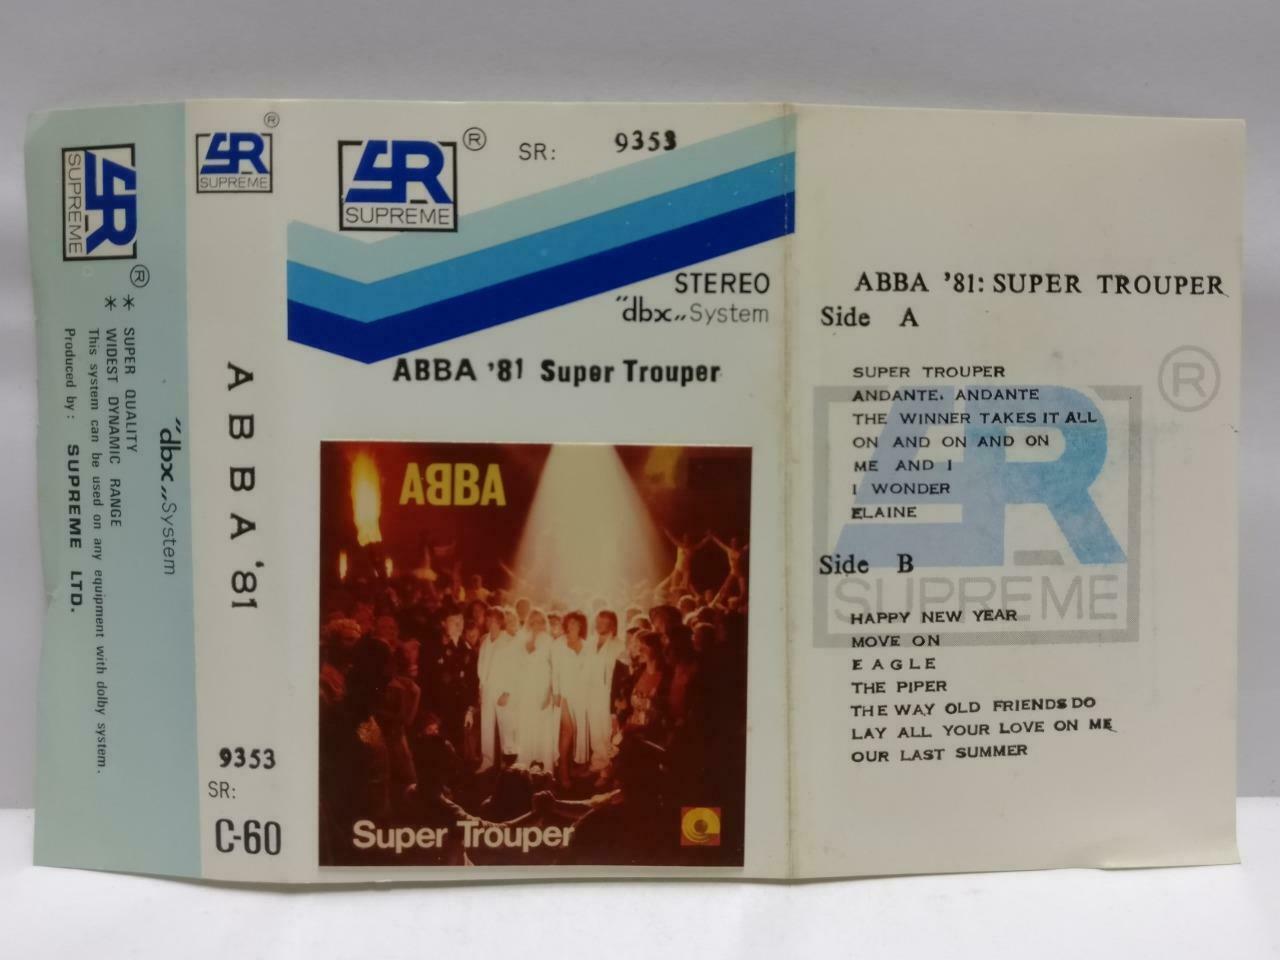 SR
SUPREME
®
* SUPER QUALITY
* WIDEST DYNAMIC RANGE
This system can be used on any equipment with dolby system.
Produced by: SUPREME LTD.
"dbx„System
SR
SUPREME
®
ABBA '81
9353
SR:
C-60
SR
SUPREME
®
SR: 9353
STEREO
"dbx„System
ABBA '81 Super Trouper
ABBA
Super Trouper
ABBA '81: SUPER TROUPER
Side A
SUPER TROUPER
ANDANTE, ANDANTE
THE WINNER TAKES IT ALL
ON AND ON AND ON
ME AND I
I WONDER
ELAINE
Side B
HAPPY NEW YEAR
MOVE ON
EAGLE
THE PIPER
THE WAY OLD FRIENDS DO
LAY ALL YOUR LOVE ON ME
OUR LAST SUMMER
SR
SUPREME
®